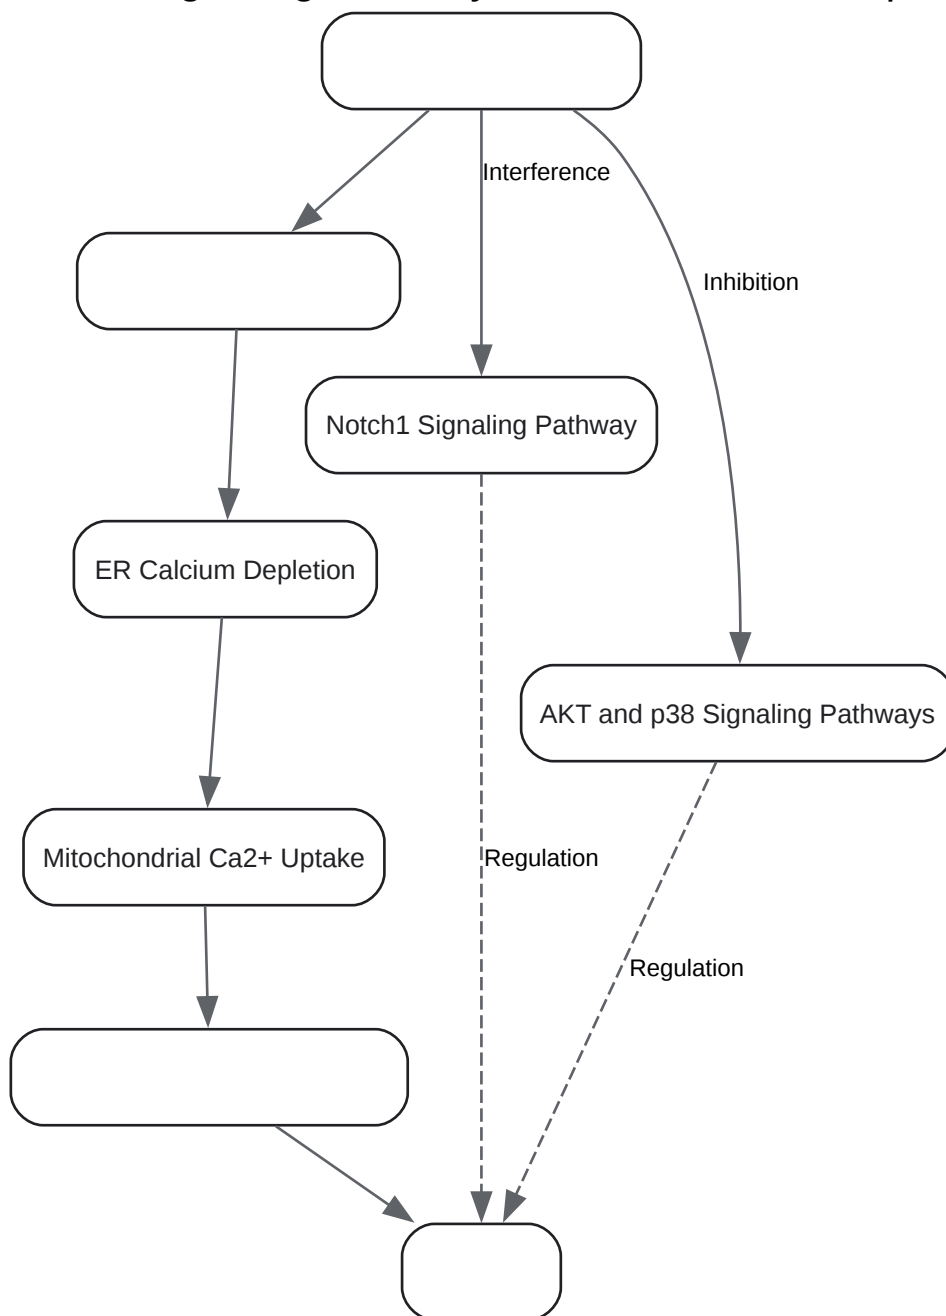 Interference
Inhibition
Notch1 Signaling Pathway
ER Calcium Depletion
AKT and p38 Signaling Pathways
Mitochondrial Ca2+ Uptake
Regulation
Regulation